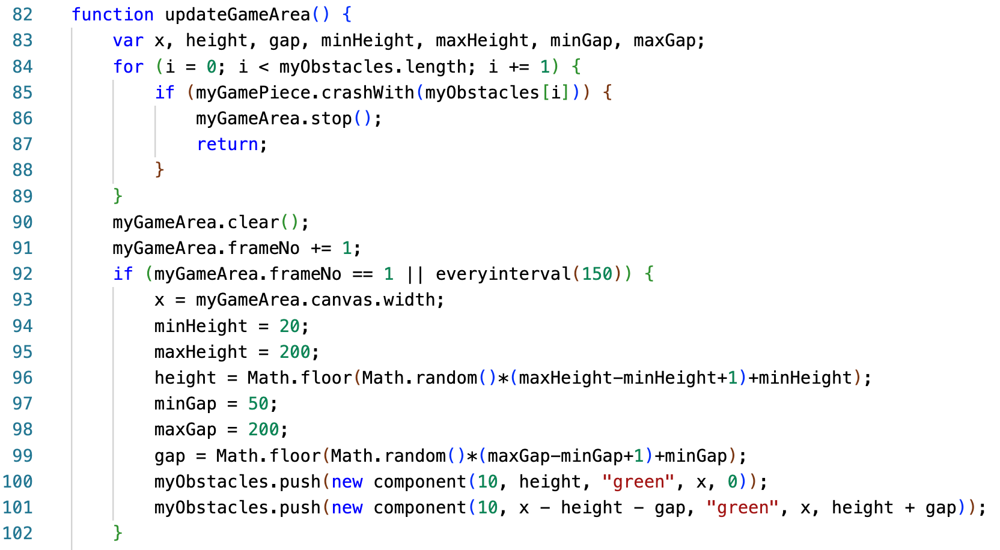 82 function updateGameArea() {
83 var x, height, gap, minHeight, maxHeight, minGap, maxGap;
84 for (i = 0; i < myObstacles.length; i += 1) {
85 if (myGamePiece.crashWith(myObstacles[i])) {
86 myGameArea.stop();
87 return;
88 }
89 }
90 myGameArea.clear();
91 myGameArea.frameNo += 1;
92 if (myGameArea.frameNo == 1 || everyinterval(150)) {
93 x = myGameArea.canvas.width;
94 minHeight = 20;
95 maxHeight = 200;
96 height = Math.floor(Math.random()*(maxHeight-minHeight+1)+minHeight);
97 minGap = 50;
98 maxGap = 200;
99 gap = Math.floor(Math.random()*(maxGap-minGap+1)+minGap);
100 myObstacles.push(new component(10, height, "green", x, 0));
101 myObstacles.push(new component(10, x - height - gap, "green", x, height + gap));
102 }